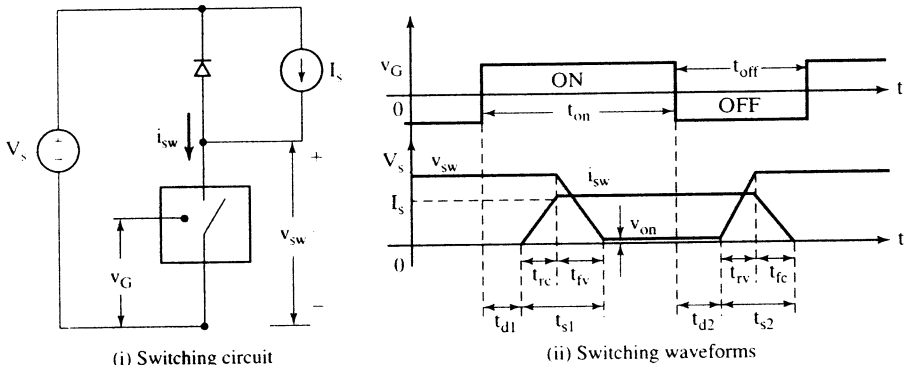 V_s
+
−
i_sw
I_s
+
v_sw
−
v_G
(i) Switching circuit
v_G
0
ON
t_on
t_off
OFF
t
V_s
v_sw
i_sw
I_s
v_on
0
t
t_rc
t_fv
t_rv
t_fc
t_d1
t_s1
t_d2
t_s2
(ii) Switching waveforms